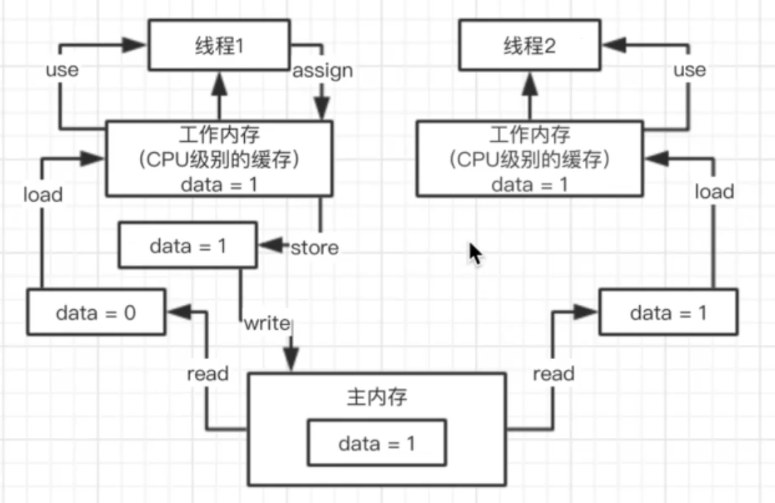 线程1
线程2
use
assign
use
工作内存
(CPU级别的缓存)
data = 1
工作内存
(CPU级别的缓存)
data = 1
load
load
data = 1
store
data = 0
data = 1
write
read
read
主内存
data = 1